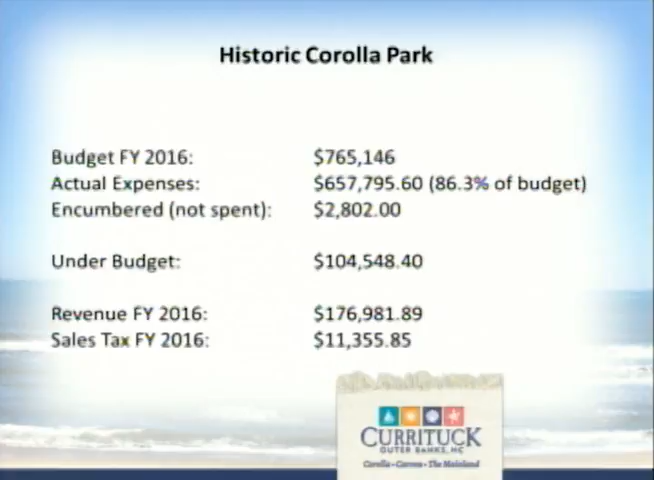 Historic Corolla Park
Budget FY 2016: $765,146
Actual Expenses: $657,795.60 (86.3% of budget)
Encumbered (not spent): $2,802.00
Under Budget: $104,548.40
Revenue FY 2016: $176,981.89
Sales Tax FY 2016: $11,355.85
CURRITUCK
OUTER BANKS, NC
Corolla • Carova • The Mainland